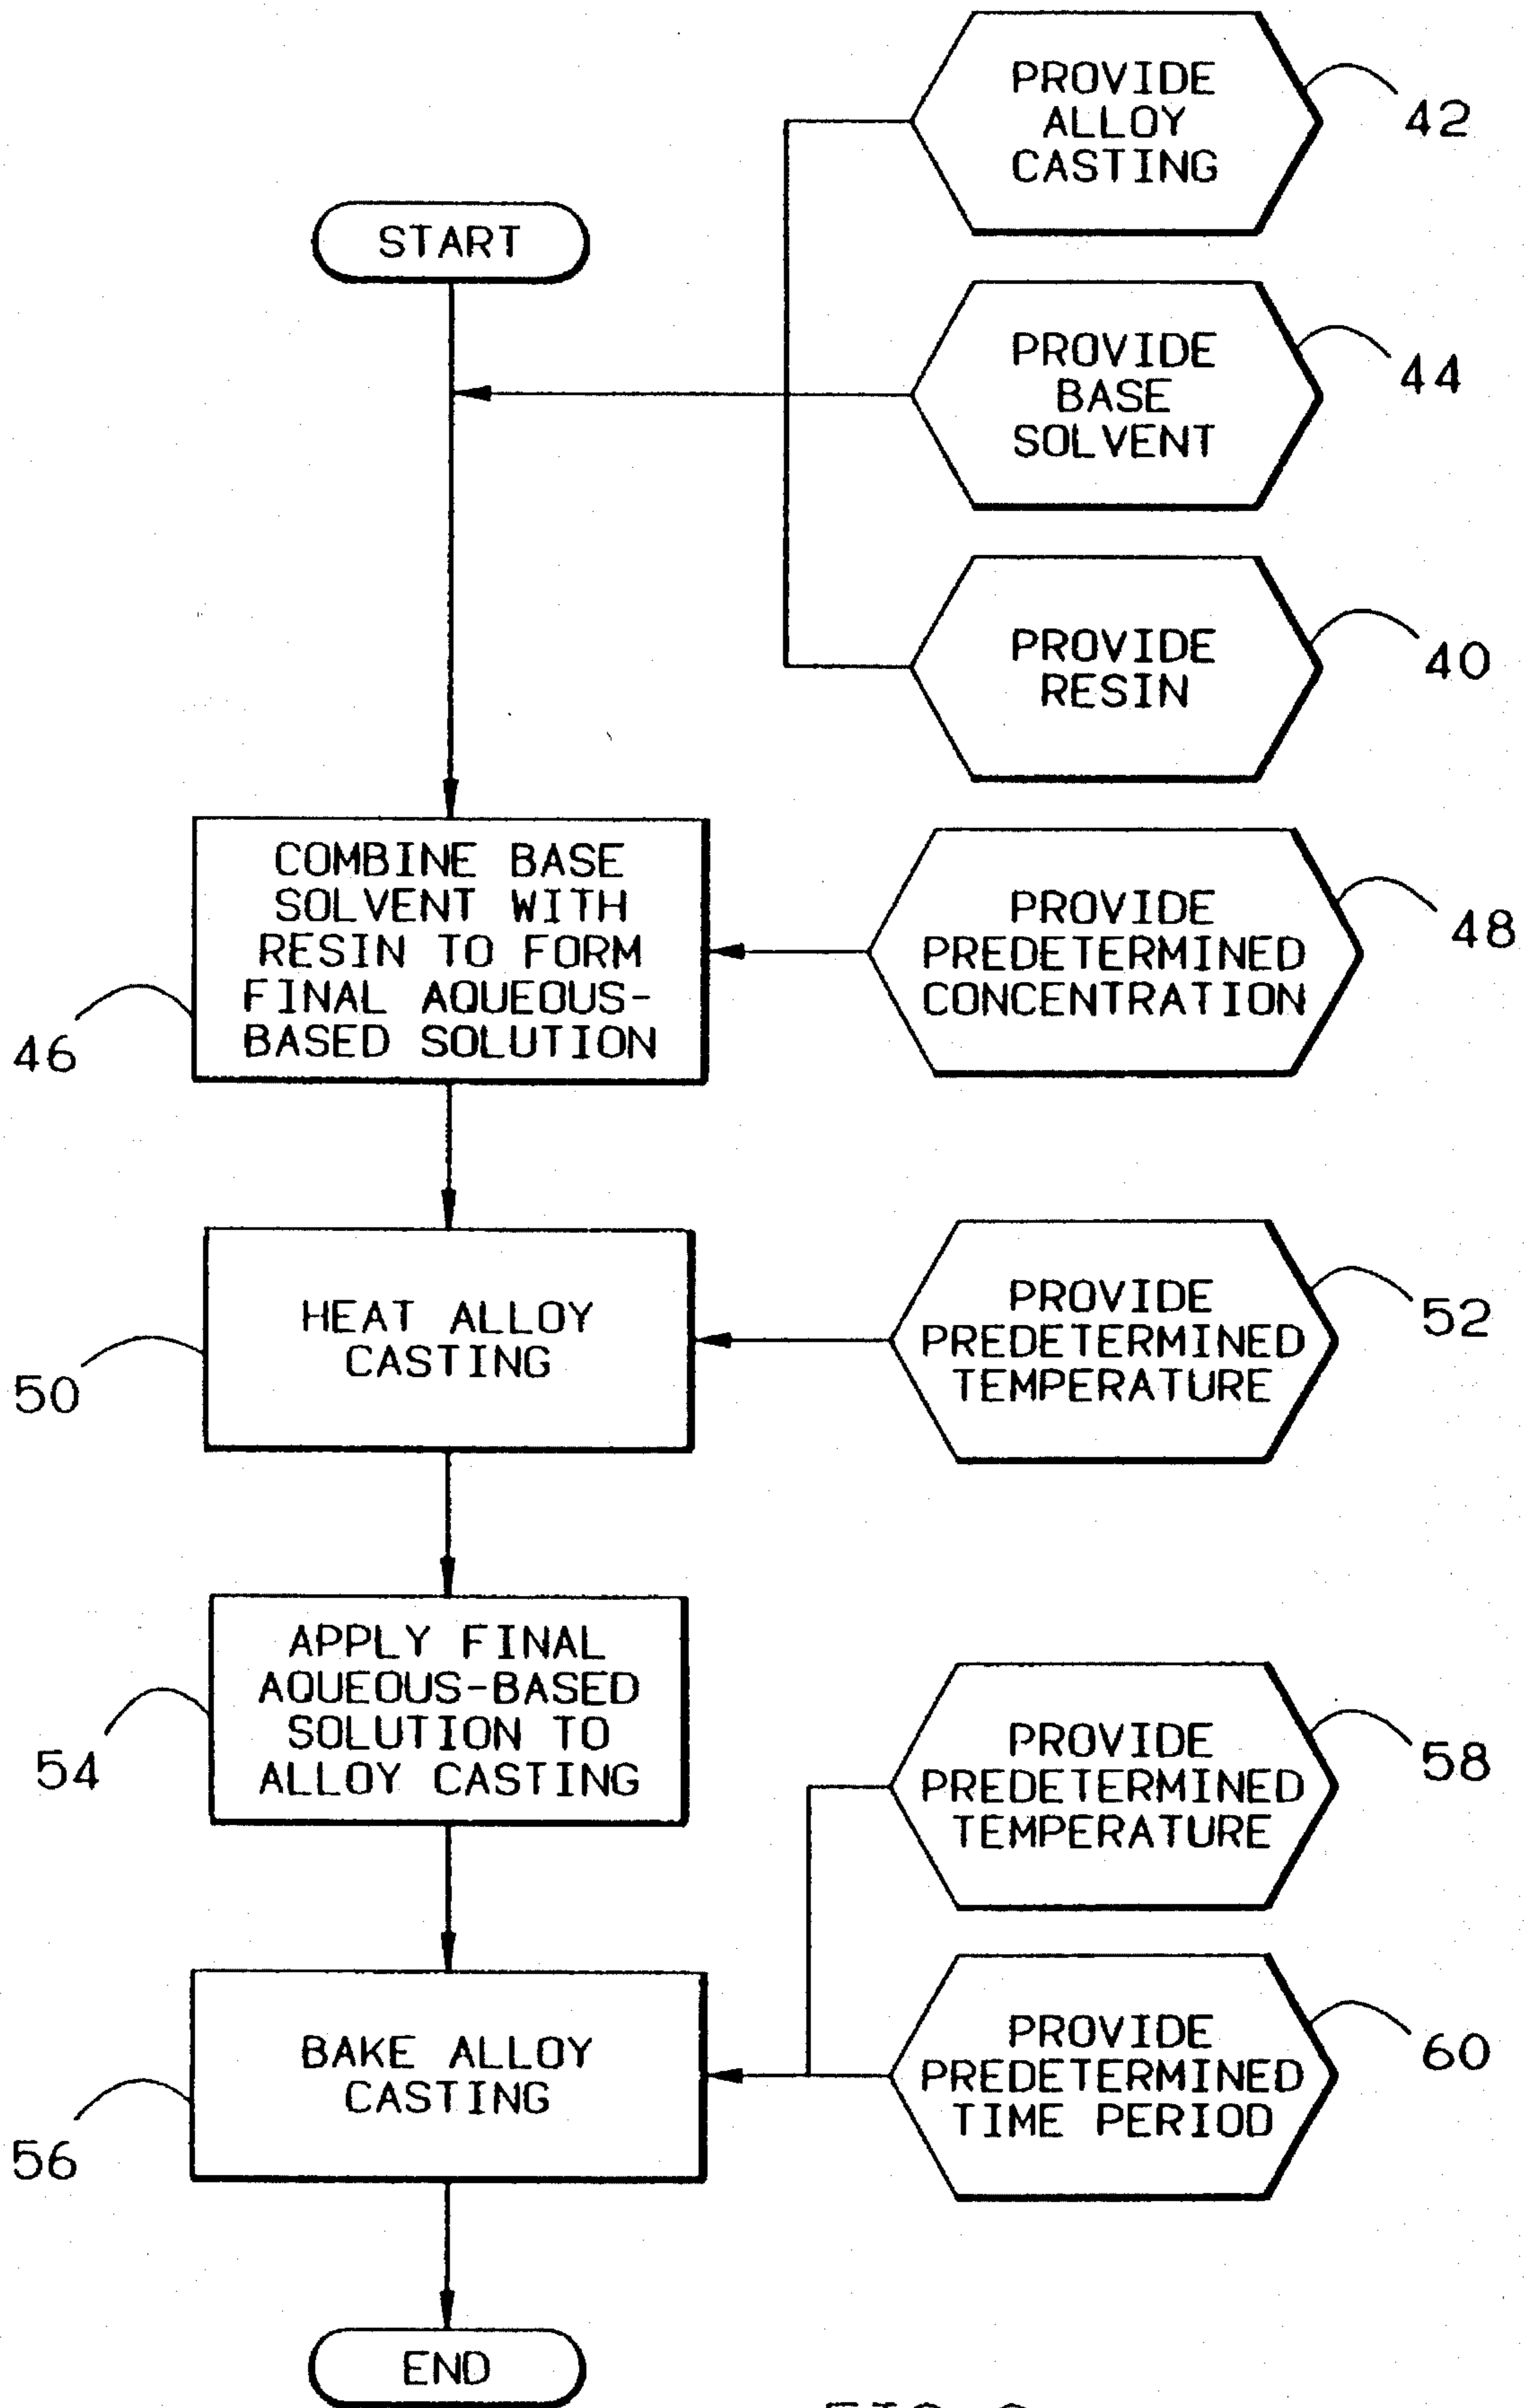 PROVIDE
ALLOY
CASTING
42
START
PROVIDE
BASE
SOLVENT
44
PROVIDE
RESIN
40
COMBINE BASE
SOLVENT WITH
RESIN TO FORM
FINAL AQUEOUS-
BASED SOLUTION
46
PROVIDE
PREDETERMINED
CONCENTRATION
48
HEAT ALLOY
CASTING
50
PROVIDE
PREDETERMINED
TEMPERATURE
52
APPLY FINAL
AQUEOUS-BASED
SOLUTION TO
ALLOY CASTING
54
PROVIDE
PREDETERMINED
TEMPERATURE
58
BAKE ALLOY
CASTING
56
PROVIDE
PREDETERMINED
TIME PERIOD
60
END